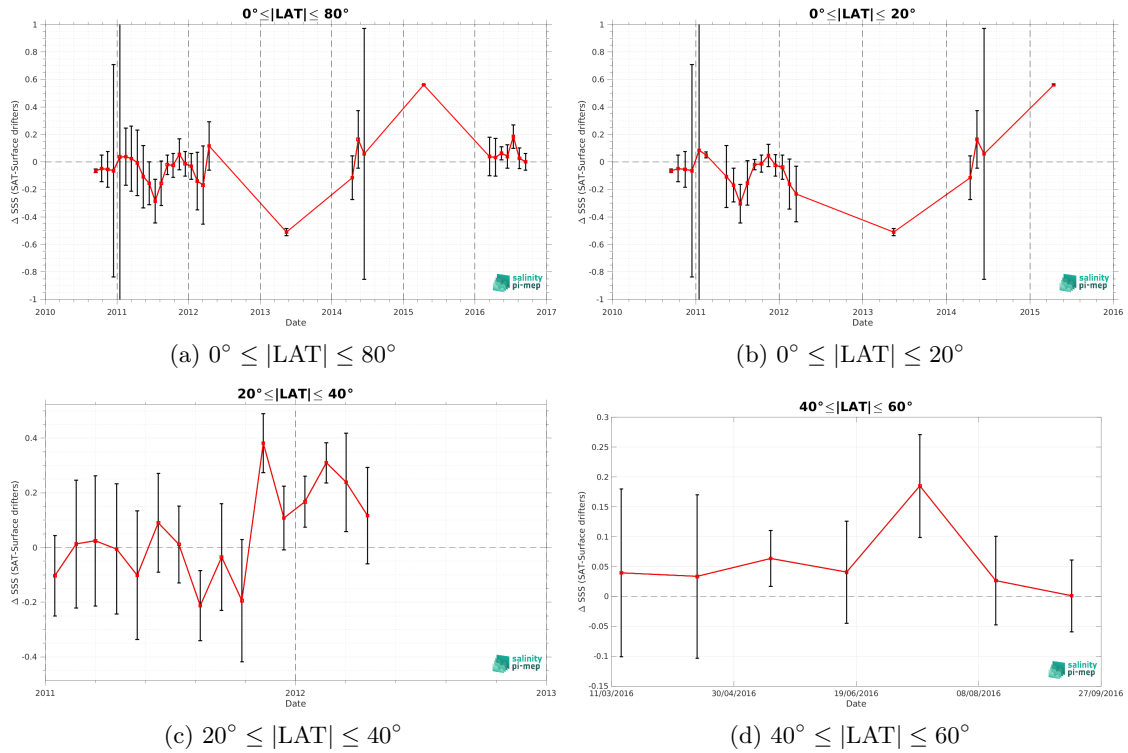 0°≤|LAT|≤ 80°
Δ SSS (SAT-Surface drifters)
1
0.8
0.6
0.4
0.2
0
-0.2
-0.4
-0.6
-0.8
-1
2010 2011 2012 2013 2014 2015 2016 2017
Date
salinity
pi-mep
(a) 0° ≤ |LAT| ≤ 80°
0°≤|LAT|≤ 20°
Δ SSS (SAT-Surface drifters)
1
0.8
0.6
0.4
0.2
0
-0.2
-0.4
-0.6
-0.8
-1
2010 2011 2012 2013 2014 2015 2016
Date
salinity
pi-mep
(b) 0° ≤ |LAT| ≤ 20°
20°≤|LAT|≤ 40°
Δ SSS (SAT-Surface drifters)
0.4
0.2
0
-0.2
-0.4
2011 2012 2013
Date
salinity
pi-mep
(c) 20° ≤ |LAT| ≤ 40°
40°≤|LAT|≤ 60°
Δ SSS (SAT-Surface drifters)
0.3
0.25
0.2
0.15
0.1
0.05
0
-0.05
-0.1
-0.15
11/03/2016 30/04/2016 19/06/2016 08/08/2016 27/09/2016
Date
salinity
pi-mep
(d) 40° ≤ |LAT| ≤ 60°